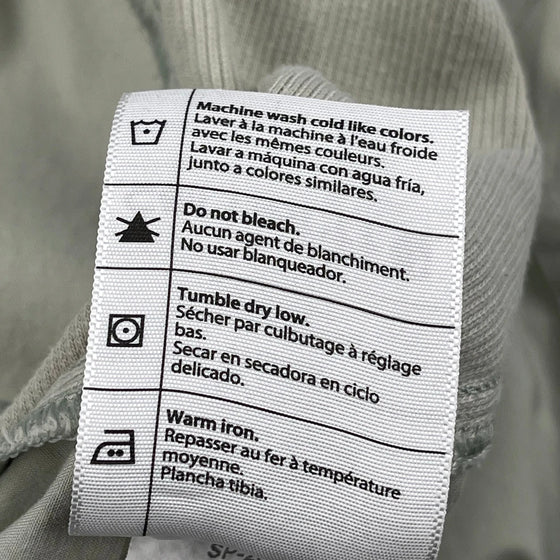 Machine wash cold like colors.
Laver à la machine à l'eau froide
avec les mêmes couleurs.
Lavar a máquina con agua fría,
junto a colores similares.
Do not bleach.
Aucun agent de blanchiment.
No usar blanqueador.
Tumble dry low.
Sécher par culbutage à réglage
bas.
Secar en secadora en ciclo
delicado.
Warm iron.
Repasser au fer à température
moyenne.
Plancha tibia.